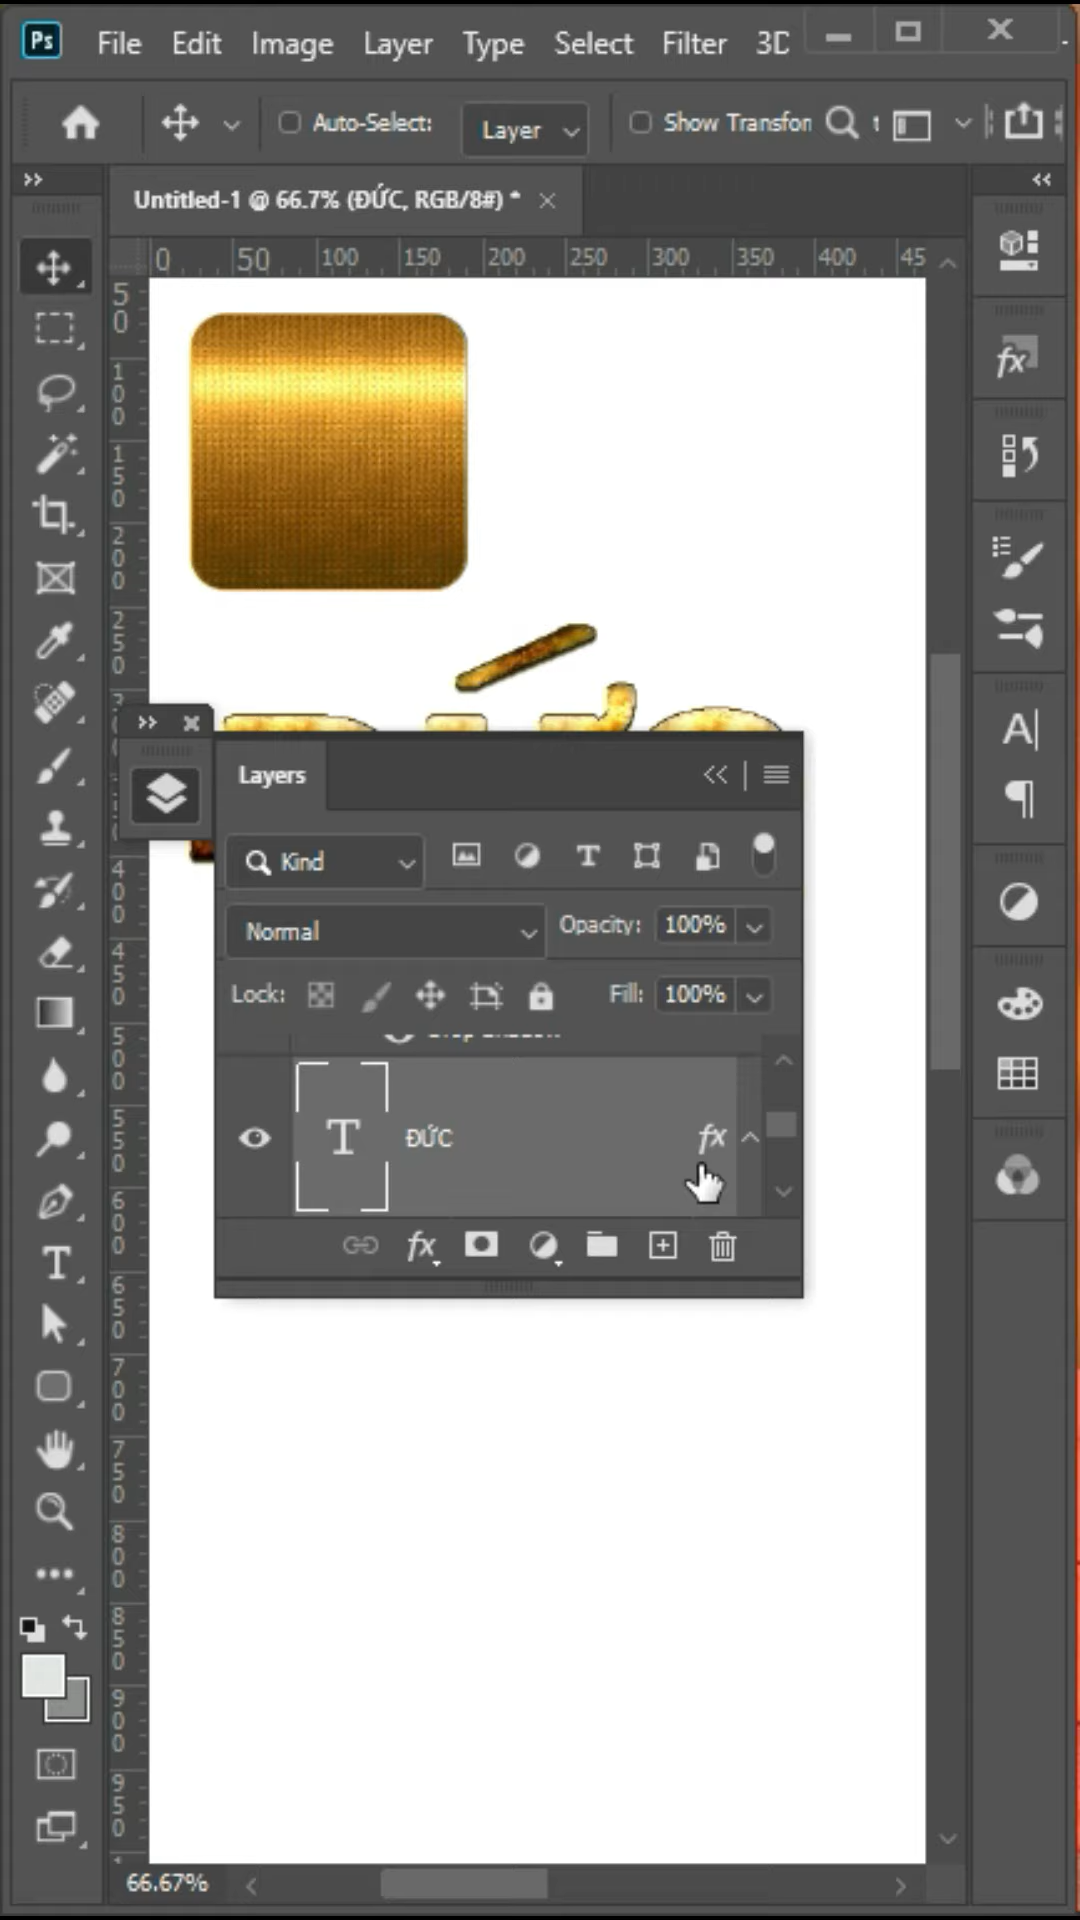 Ps File Edit Image Layer Type Select Filter 3D
Auto-Select: Layer Show Transfor
Untitled-1 @ 66.7% (ĐỨC, RGB/8#) *
0 50 100 150 200 250 300 350 400 45
50
100
150
200
250
Layers
Kind
Normal Opacity: 100%
Lock: Fill: 100%
T ĐỨC fx
fx
400
450
500
550
600
650
700
750
800
850
900
950
66.67%